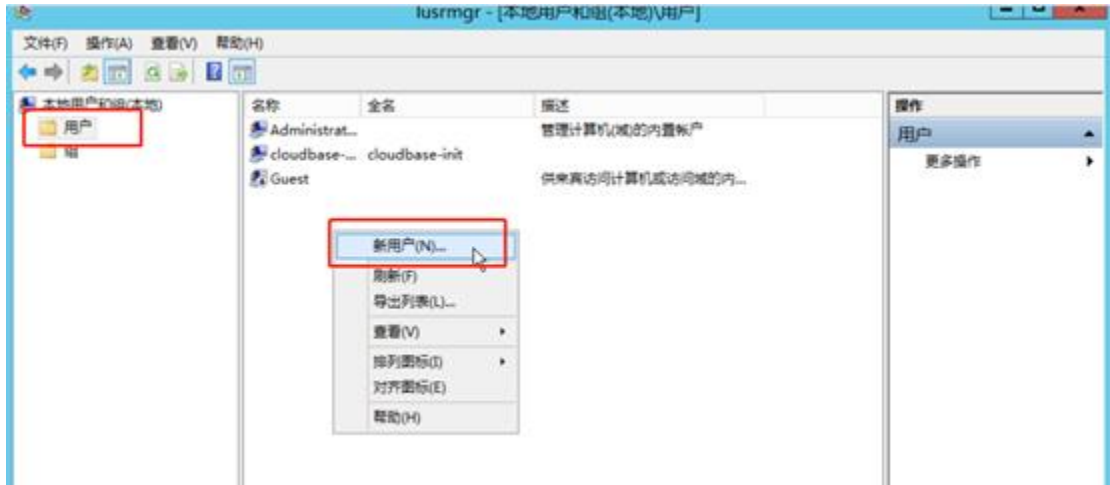 lusrmgr - [本地用户和组(本地)\用户]
文件(F) 操作(A) 查看(V) 帮助(H)
本地用户和组(本地)
用户
组
名称 全名 描述
Administrat... 管理计算机(域)的内置帐户
cloudbase-... cloudbase-init
Guest 供来宾访问计算机或访问域的内...
新用户(N)...
刷新(F)
导出列表(L)...
查看(V)
排列图标(I)
对齐图标(E)
帮助(H)
操作
用户
更多操作